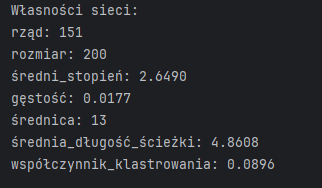 Własności sieci:
rząd: 151
rozmiar: 200
średni_stopień: 2.6490
gęstość: 0.0177
średnica: 13
średnia_długość_ścieżki: 4.8608
współczynnik_klastrowania: 0.0896